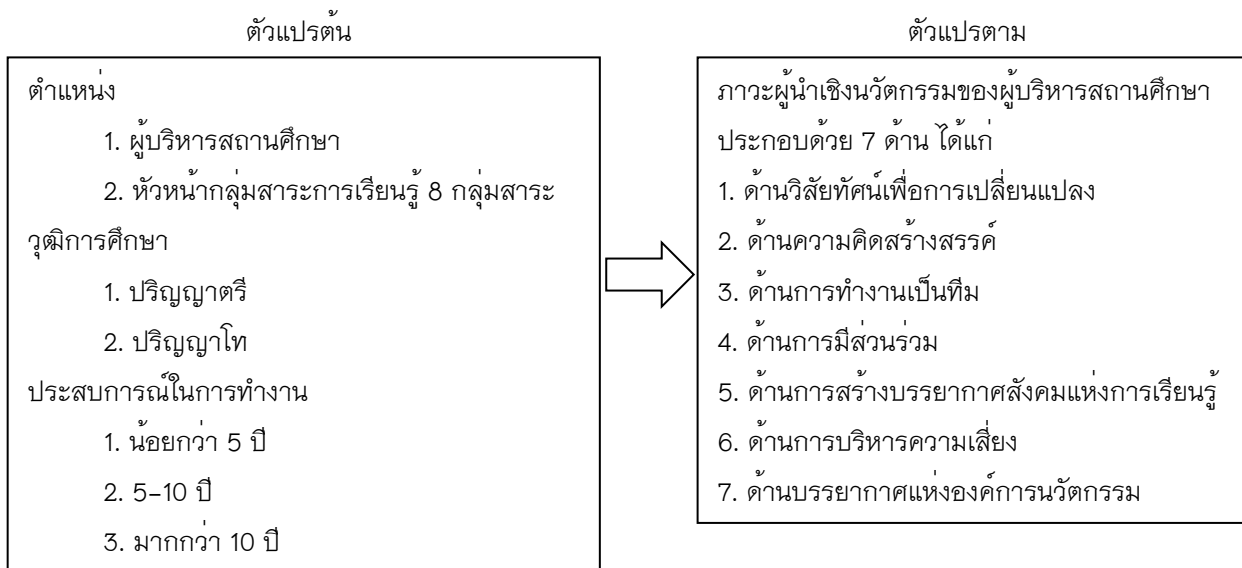 ตัวแปรต้น
ตำแหน่ง
1. ผู้บริหารสถานศึกษา
2. หัวหน้ากลุ่มสาระการเรียนรู้ 8 กลุ่มสาระ
วุฒิการศึกษา
1. ปริญญาตรี
2. ปริญญาโท
ประสบการณ์ในการทำงาน
1. น้อยกว่า 5 ปี
2. 5–10 ปี
3. มากกว่า 10 ปี
ตัวแปรตาม
ภาวะผู้นำเชิงนวัตกรรมของผู้บริหารสถานศึกษา
ประกอบด้วย 7 ด้าน ได้แก่
1. ด้านวิสัยทัศน์เพื่อการเปลี่ยนแปลง
2. ด้านความคิดสร้างสรรค์
3. ด้านการทำงานเป็นทีม
4. ด้านการมีส่วนร่วม
5. ด้านการสร้างบรรยากาศสังคมแห่งการเรียนรู้
6. ด้านการบริหารความเสี่ยง
7. ด้านบรรยากาศแห่งองค์การนวัตกรรม